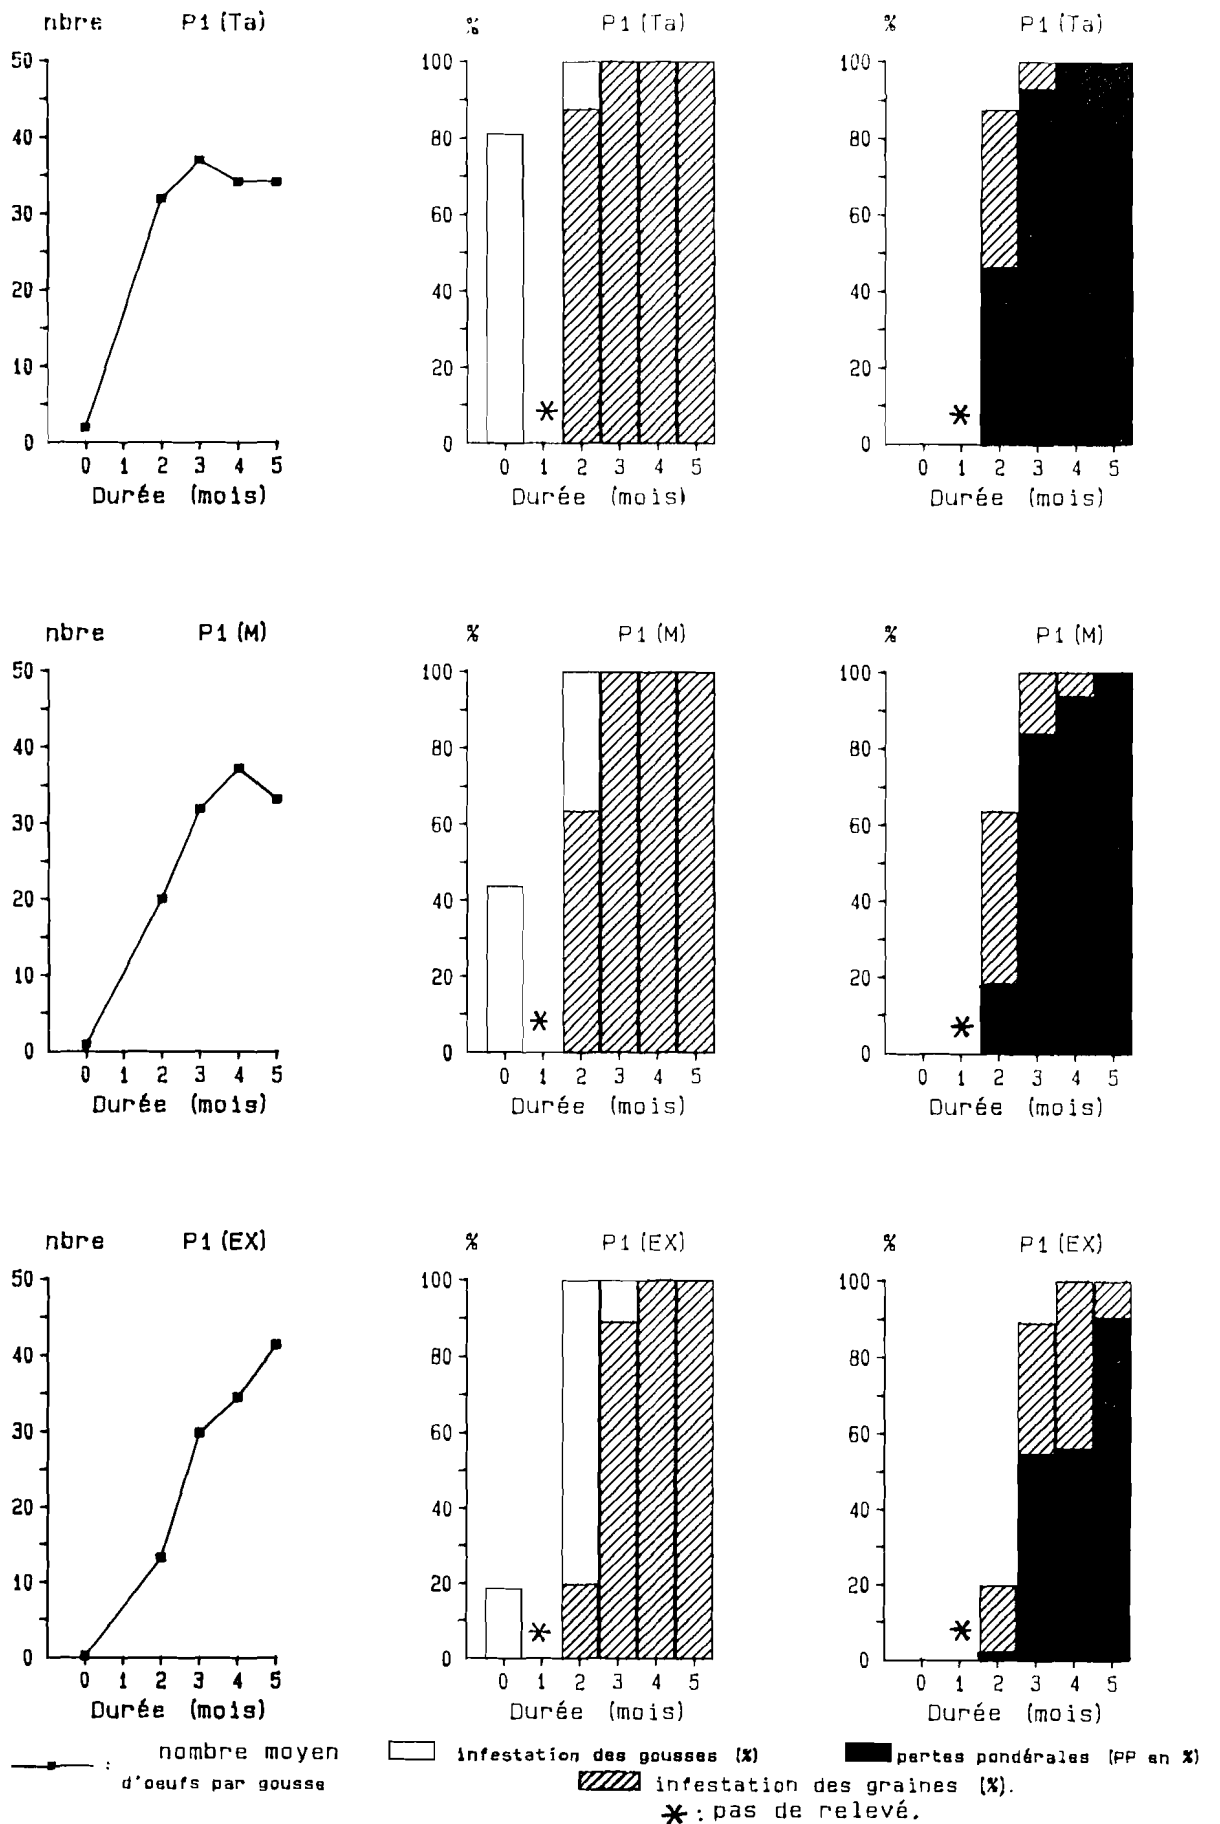 nbre P1 (Ta)
50
40
30
20
10
0
0 1 2 3 4 5
Durée (mois)
% P1 (Ta)
100
80
60
40
20
0
*
0 1 2 3 4 5
Durée (mois)
% P1 (Ta)
100
80
60
40
20
0
*
0 1 2 3 4 5
Durée (mois)
nbre P1 (M)
50
40
30
20
10
0
0 1 2 3 4 5
Durée (mois)
% P1 (M)
100
80
60
40
20
0
*
0 1 2 3 4 5
Durée (mois)
% P1 (M)
100
80
60
40
20
0
*
0 1 2 3 4 5
Durée (mois)
nbre P1 (EX)
50
40
30
20
10
0
0 1 2 3 4 5
Durée (mois)
% P1 (EX)
100
80
60
40
20
0
*
0 1 2 3 4 5
Durée (mois)
% P1 (EX)
100
80
60
40
20
0
*
0 1 2 3 4 5
Durée (mois)
: nombre moyen
d'oeufs par gousse
infestation des gousses (%)
pertes pondérales (PP en %)
infestation des graines (%).
* : pas de relevé.